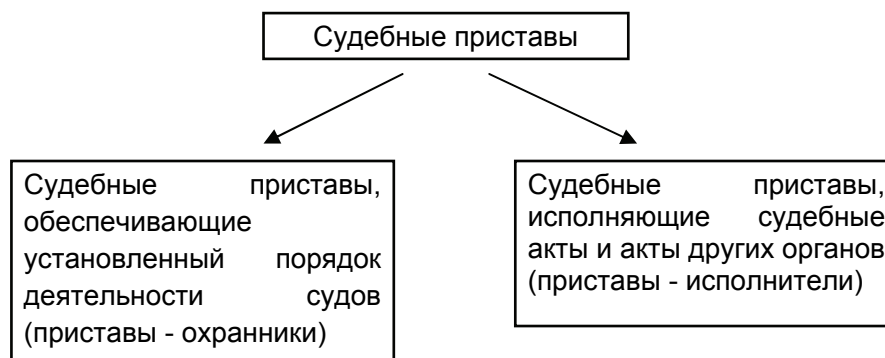 Судебные приставы
Судебные приставы,
обеспечивающие
установленный порядок
деятельности судов
(приставы - охранники)
Судебные приставы,
исполняющие судебные
акты и акты других органов
(приставы - исполнители)